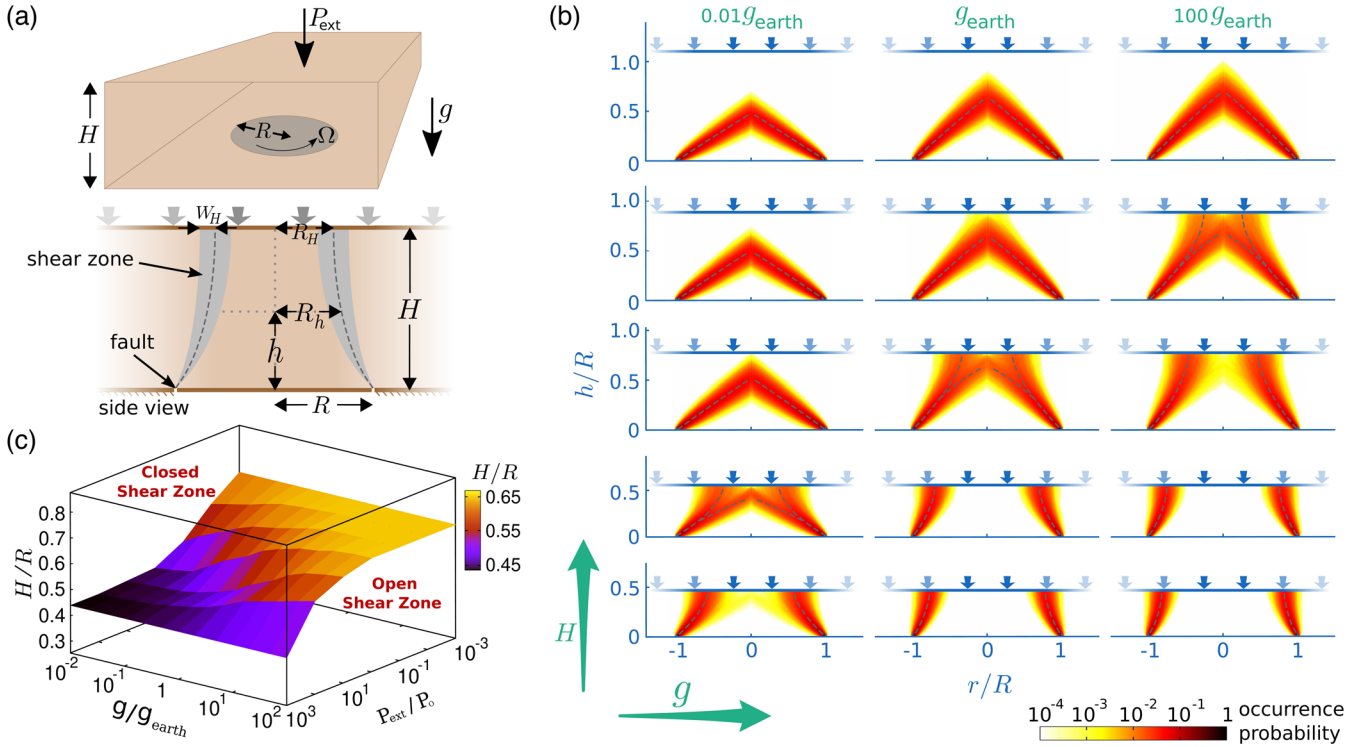 (a)
P_ext
H
R
Ω
g
W_H
R_H
shear zone
R_h
H
h
fault
side view
R
(b)
0.01g_earth
g_earth
100g_earth
1.0
0.5
0
1.0
0.5
0
h/R
1.0
0.5
0
0.5
0
0.5
0
-1 0 1
-1 0 1
-1 0 1
r/R
H
g
10^-4 10^-3 10^-2 10^-1 1
occurrence
probability
(c)
Closed
Shear Zone
H/R
0.65
0.55
0.45
Open
Shear Zone
H/R
0.8
0.7
0.6
0.5
0.4
0.3
10^-2
10^-1
1
10^1
10^2
g/g_earth
10^3
10^1
10^-1
10^-3
P_ext/P_o